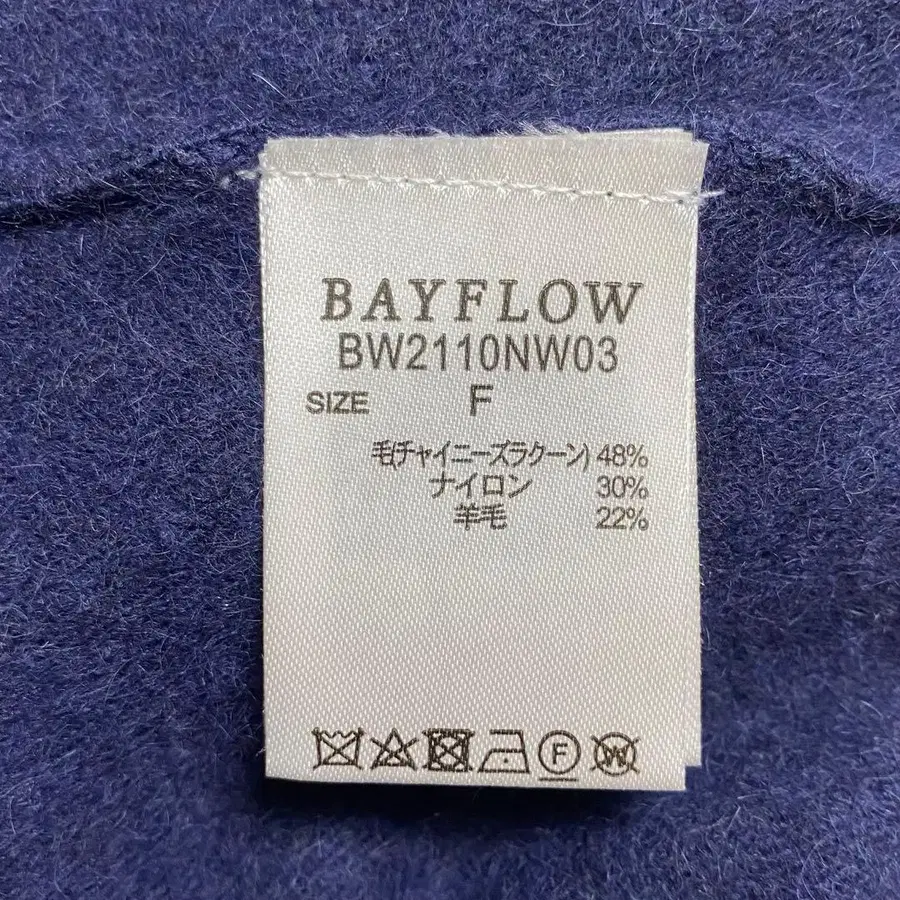 BAYFLOW
BW2110NW03
SIZE F
毛(チャイニーズラクーン) 48%
ナイロン 30%
羊毛 22%
F W